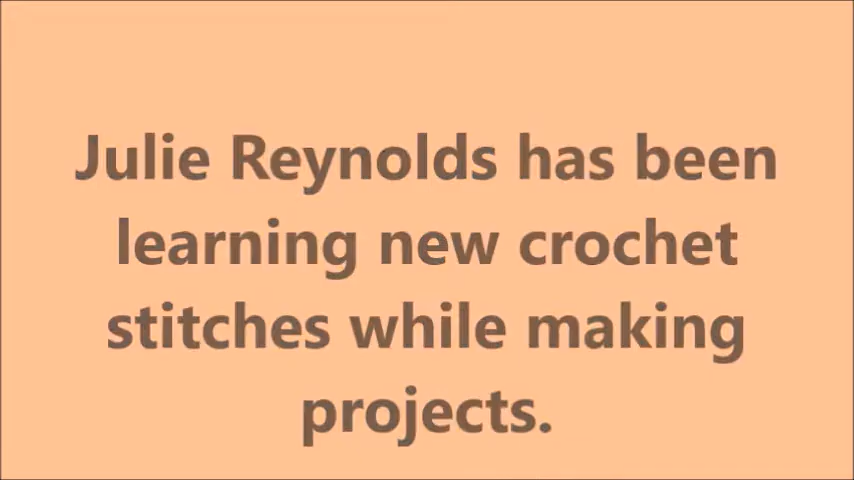 Julie Reynolds has been
learning new crochet
stitches while making
projects.